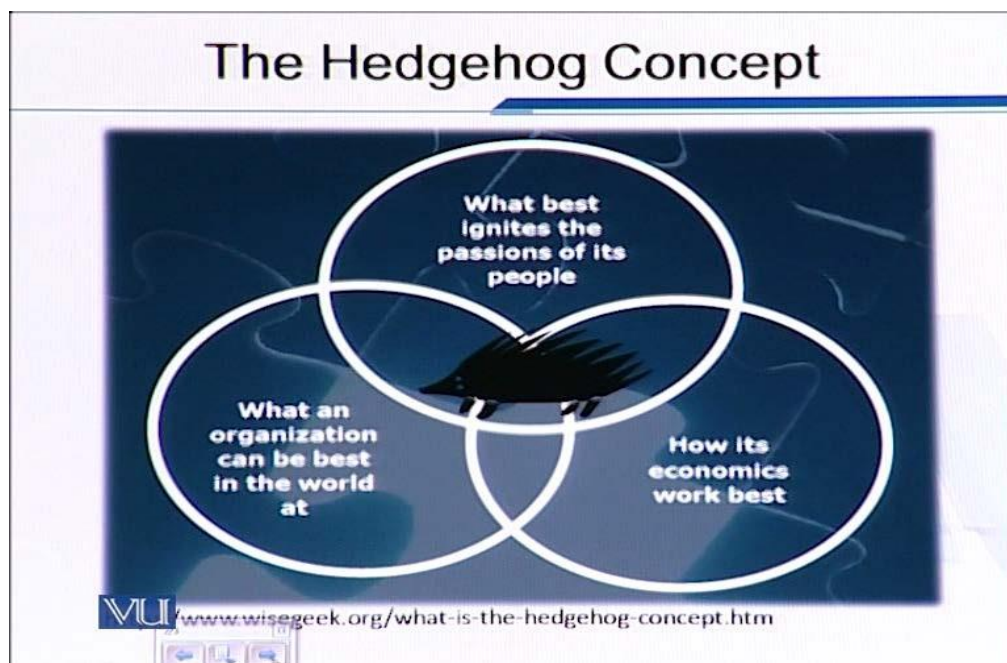 The Hedgehog Concept
What best
ignites the
passions of its
people
What an
organization
can be best
in the world
at
How its
economics
work best
VU
/www.wisegeek.org/what-is-the-hedgehog-concept.htm